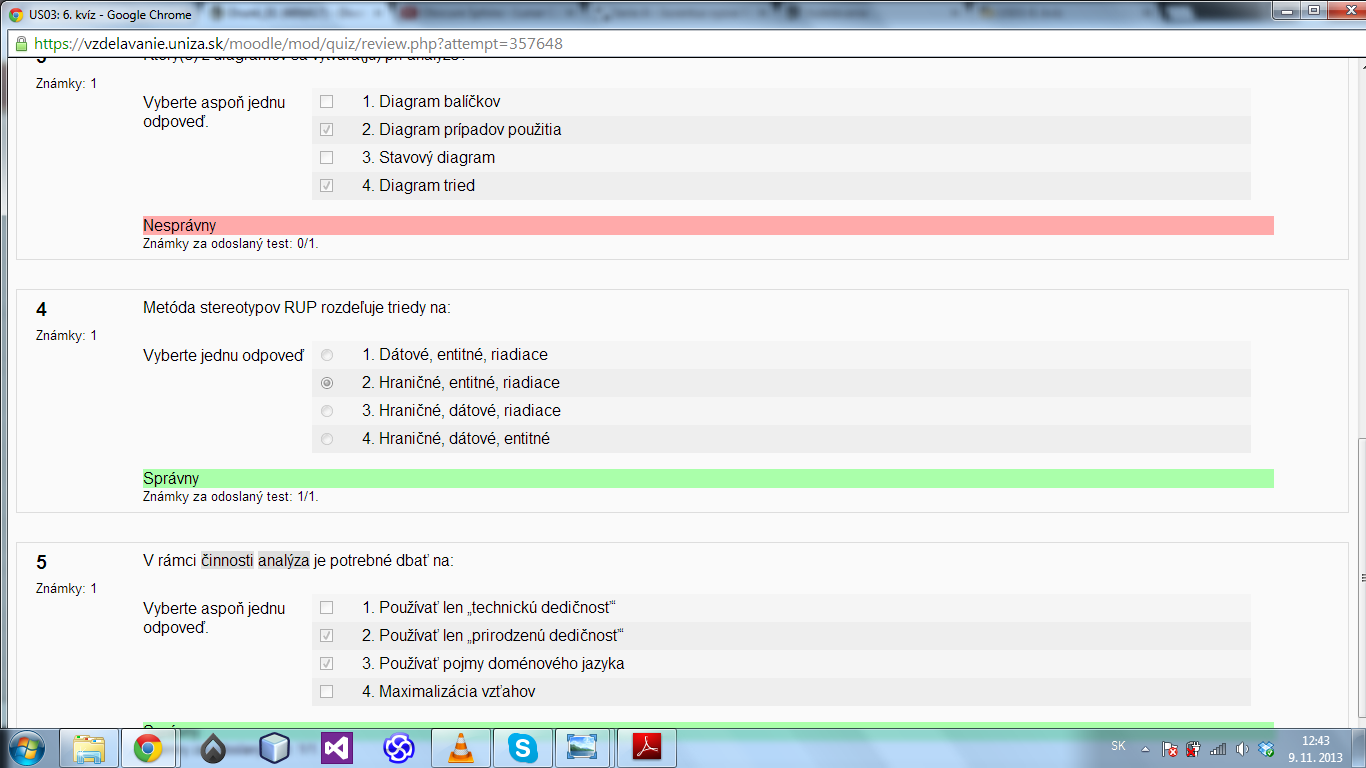 US03: 6. kvíz - Google Chrome
https://vzdelavanie.uniza.sk/moodle/mod/quiz/review.php?attempt=357648
Známky: 1
Vyberte aspoň jednu odpoveď.
1. Diagram balíčkov
2. Diagram prípadov použitia
3. Stavový diagram
4. Diagram tried
Nesprávny
Známky za odoslaný test: 0/1.
4
Známky: 1
Metóda stereotypov RUP rozdeľuje triedy na:
Vyberte jednu odpoveď
1. Dátové, entitné, riadiace
2. Hraničné, entitné, riadiace
3. Hraničné, dátové, riadiace
4. Hraničné, dátové, entitné
Správny
Známky za odoslaný test: 1/1.
5
Známky: 1
V rámci činnosti analýza je potrebné dbať na:
Vyberte aspoň jednu
odpoveď.
1. Používať len „technickú dedičnosť“
2. Používať len „prirodzenú dedičnosť“
3. Používať pojmy doménového jazyka
4. Maximalizácia vzťahov
SK
12:43
9. 11. 2013